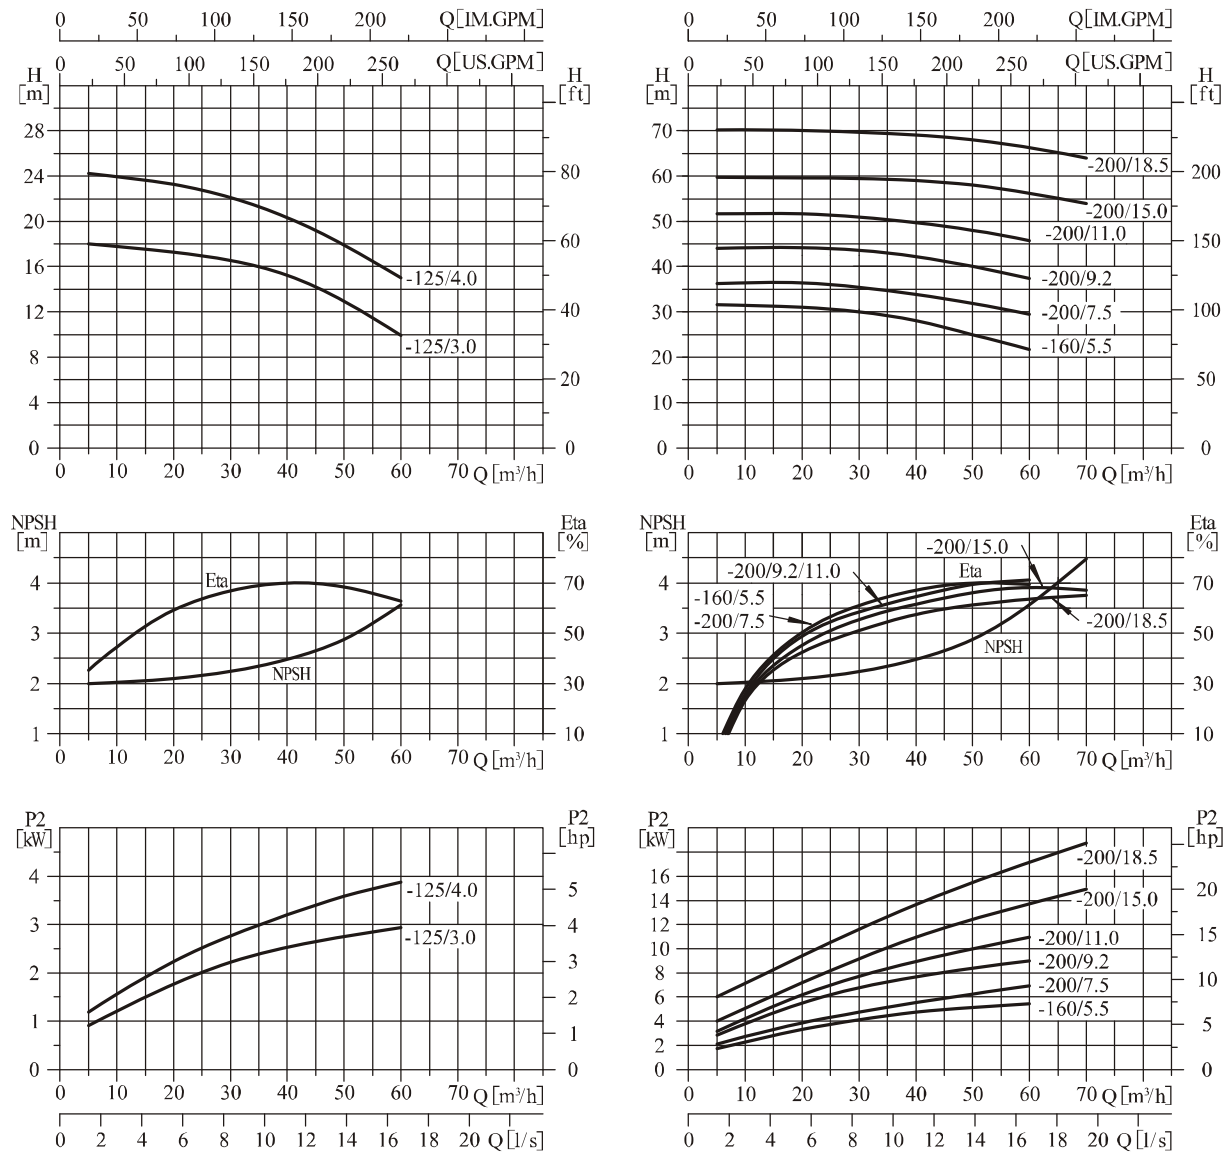 0 50 100 150 200 Q[IM.GPM]
0 50 100 150 200 250 Q[US.GPM]
H
[m]
H
[ft]
28
24
20
16
12
8
4
0
80
60
40
20
0
-125/4.0
-125/3.0
0 10 20 30 40 50 60 70 Q[m³/h]
0 50 100 150 200 Q[IM.GPM]
0 50 100 150 200 250 Q[US.GPM]
H
[m]
H
[ft]
70
60
50
40
30
20
10
0
200
150
100
50
0
-200/18.5
-200/15.0
-200/11.0
-200/9.2
-200/7.5
-160/5.5
0 10 20 30 40 50 60 70 Q[m³/h]
NPSH
[m]
Eta
[%]
4
3
2
1
70
50
30
10
Eta
NPSH
0 10 20 30 40 50 60 70 Q[m³/h]
NPSH
[m]
Eta
[%]
4
3
2
1
70
50
30
10
-200/15.0
-200/9.2/11.0
Eta
-160/5.5
-200/7.5
-200/18.5
NPSH
0 10 20 30 40 50 60 70 Q[m³/h]
P2
[kW]
P2
[hp]
4
3
2
1
0
5
4
3
2
1
0
-125/4.0
-125/3.0
0 10 20 30 40 50 60 70 Q[m³/h]
0 2 4 6 8 10 12 14 16 18 20 Q[l/s]
P2
[kW]
P2
[hp]
16
14
12
10
8
6
4
2
0
20
15
10
5
0
-200/18.5
-200/15.0
-200/11.0
-200/9.2
-200/7.5
-160/5.5
0 10 20 30 40 50 60 70 Q[m³/h]
0 2 4 6 8 10 12 14 16 18 20 Q[l/s]